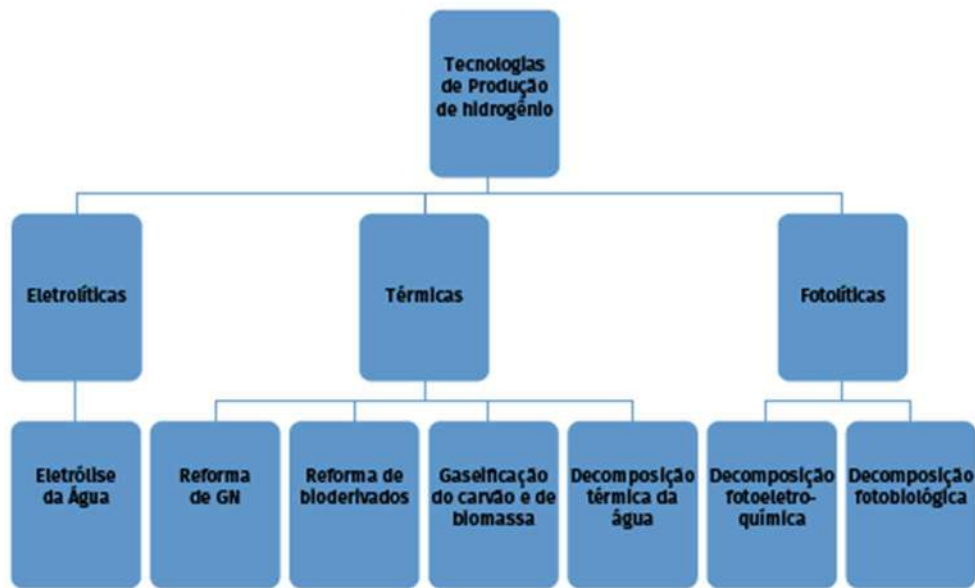 Tecnologias
de Produção
de hidrogênio
Eletrolíticas
Térmicas
Fotolíticas
Eletrólise
da Água
Reforma
de GN
Reforma de
bioderivados
Gaseificação
do carvão e de
biomassa
Decomposição
térmica da
água
Decomposição
fotoeletro-
química
Decomposição
fotobiológica